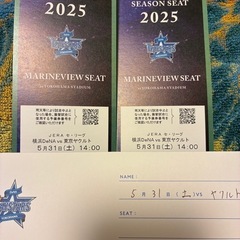 2025
MARINEVIEW SEAT
at YOKOHAMA STADIUM
JERA セ・リーグ
横浜DeNA vs 東京ヤクルト
5月31日(土) 14:00
SEASON SEAT
2025
MARINEVIEW SEAT
at YOKOHAMA STADIUM
JERA セ・リーグ
横浜DeNA vs 東京ヤクルト
5月31日(土) 14:00
NAME:
5月31日(土)vs ヤクルト
SEAT: